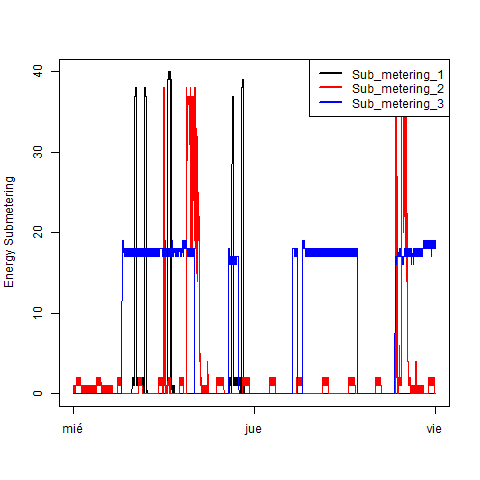 Sub_metering_1
Sub_metering_2
Sub_metering_3
Energy Submetering
40
30
20
10
0
mié jue vie